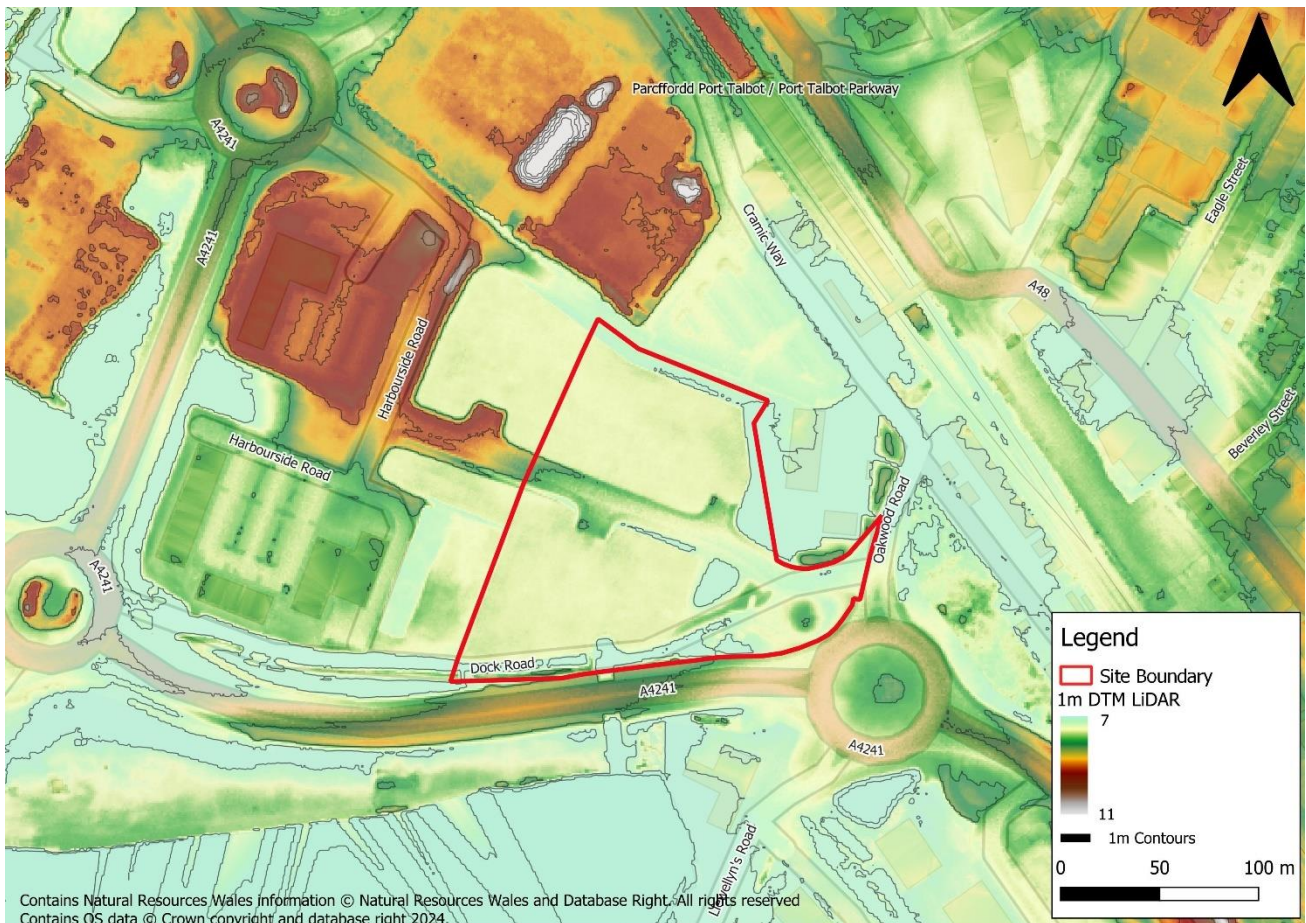 Parcffordd Port Talbot / Port Talbot Parkway
A4241
Eagle Street
A4241
Cramic Way
A48
Harbourside Road
Beverley Street
Harbourside Road
Oakwood Road
A4241
Dock Road
A4241
A4241
Llewellyn's Road
Legend
Site Boundary
1m DTM LiDAR
7
11
1m Contours
0 50 100 m
Contains Natural Resources Wales information © Natural Resources Wales and Database Right. All rights reserved
Contains OS data © Crown copyright and database right 2024.